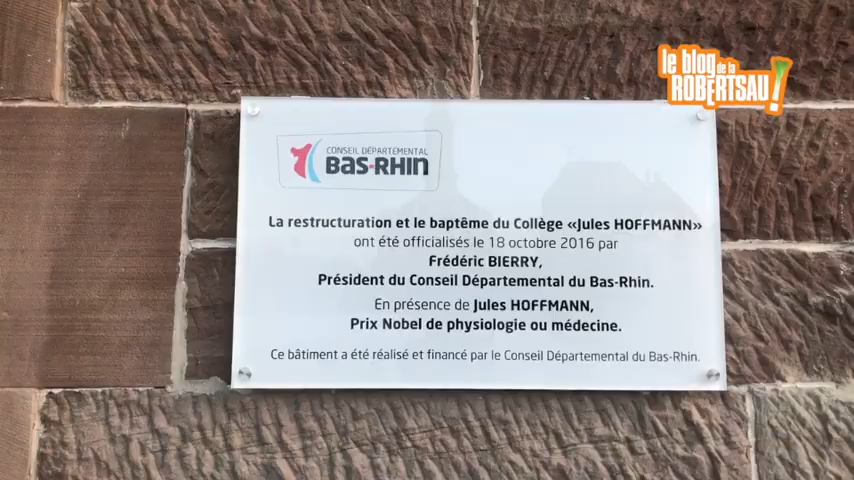 le blog
de la
ROBERTSAU!
CONSEIL DÉPARTEMENTAL
BAS-RHIN
La restructuration et le baptême du Collège «Jules HOFFMANN»
ont été officialisés le 18 octobre 2016 par
Frédéric BIERRY,
Président du Conseil Départemental du Bas-Rhin.
En présence de Jules HOFFMANN,
Prix Nobel de physiologie ou médecine.
Ce bâtiment a été réalisé et financé par le Conseil Départemental du Bas-Rhin.